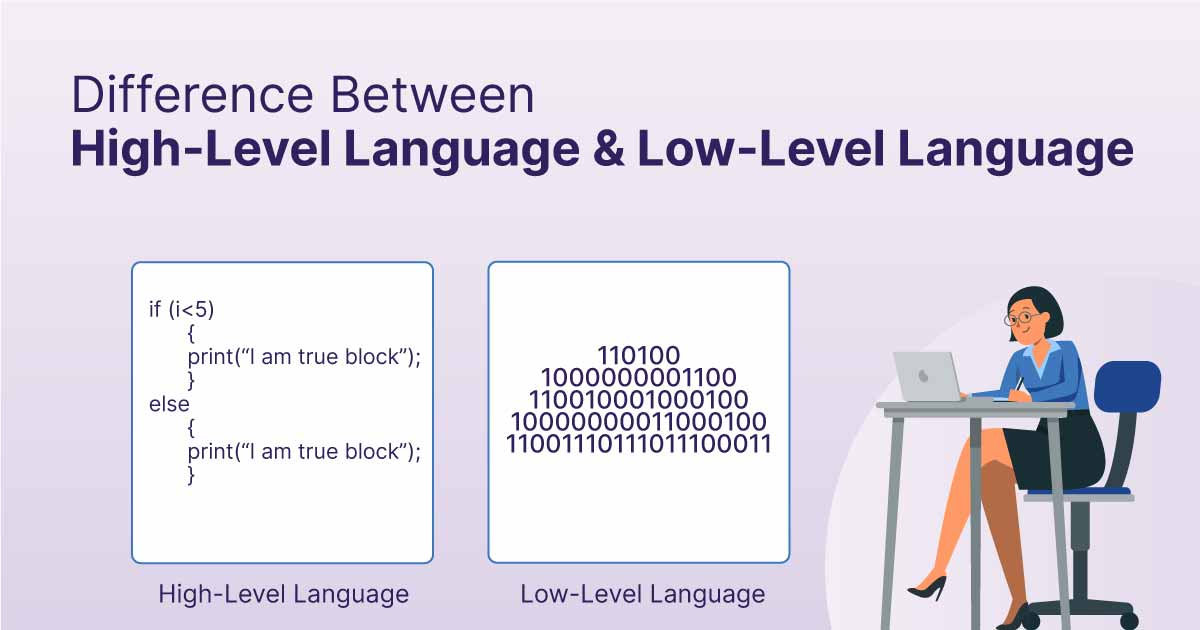 Difference Between
High-Level Language & Low-Level Language
if (i<5)
{
print(“I am true block”);
}
else
{
print(“I am true block”);
}
110100
1000000001100
110010001000100
10000000011000100
11001110111011100011
High-Level Language
Low-Level Language